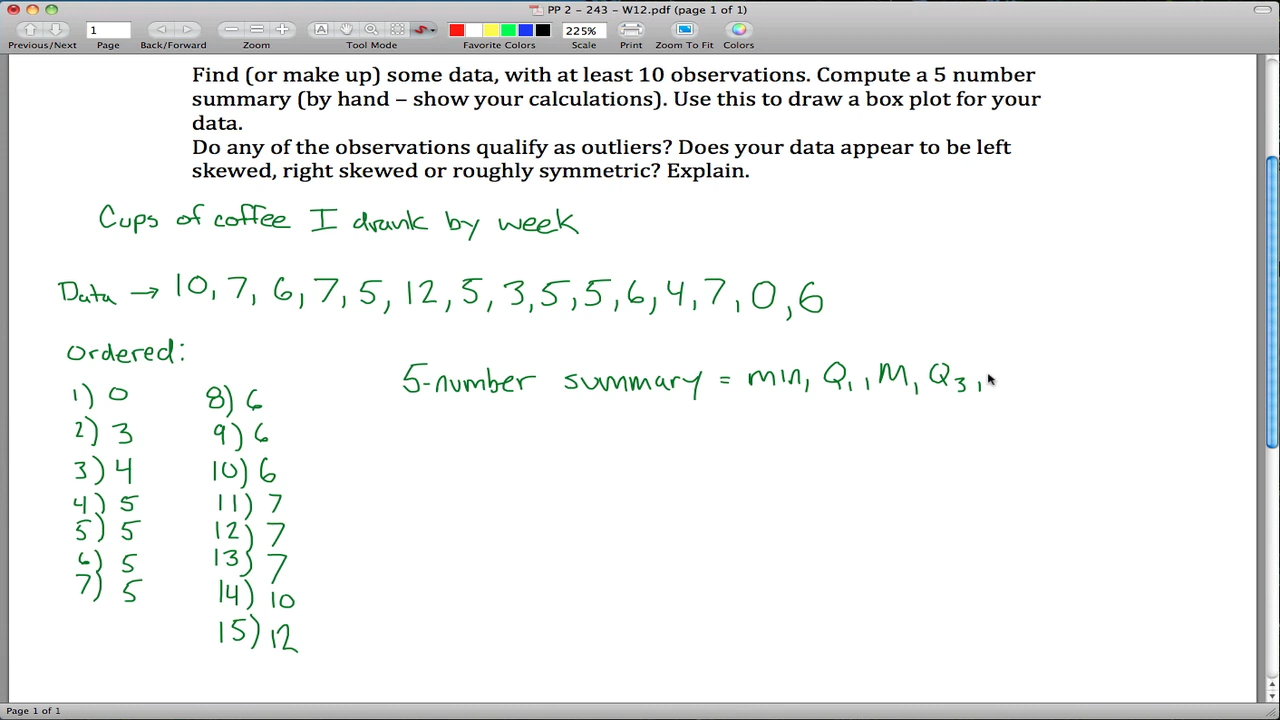 PP 2 – 243 – W12.pdf (page 1 of 1)
1
225%
Previous/Next Page Back/Forward Zoom Tool Mode Favorite Colors Scale Print Zoom To Fit Colors
Find (or make up) some data, with at least 10 observations. Compute a 5 number
summary (by hand – show your calculations). Use this to draw a box plot for your
data.
Do any of the observations qualify as outliers? Does your data appear to be left
skewed, right skewed or roughly symmetric? Explain.
Cups of coffee I drank by week
Data → 10, 7, 6, 7, 5, 12, 5, 3, 5, 5, 6, 4, 7, 0, 6
ordered:
1) 0
2) 3
3) 4
4) 5
5) 5
6) 5
7) 5
8) 6
9) 6
10) 6
11) 7
12) 7
13) 7
14) 10
15) 12
5-number summary = min, Q1, M, Q3,
Page 1 of 1